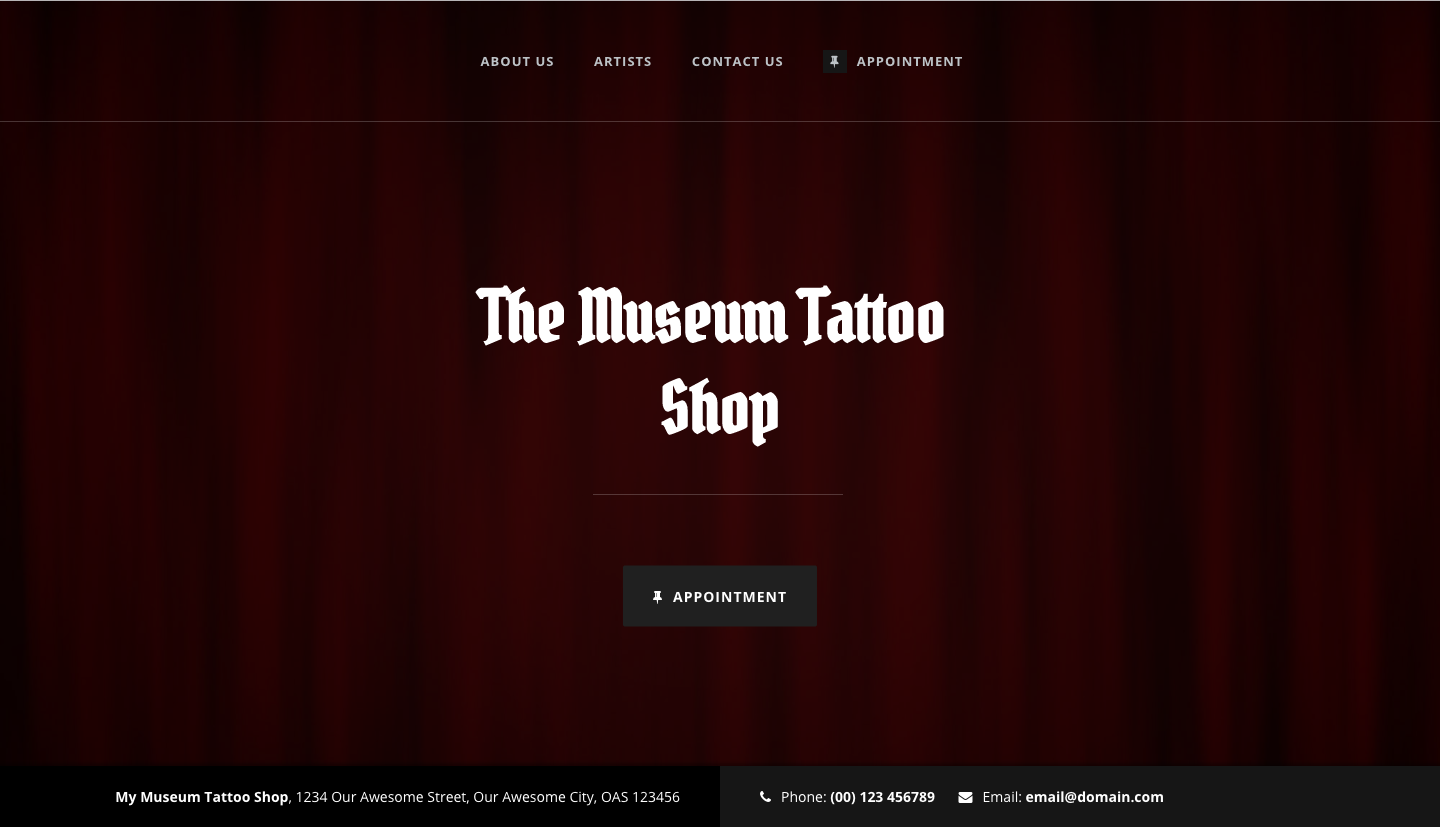 ABOUT US ARTISTS CONTACT US APPOINTMENT
The Museum Tattoo
Shop
APPOINTMENT
My Museum Tattoo Shop, 1234 Our Awesome Street, Our Awesome City, OAS 123456
Phone: (00) 123 456789 Email: email@domain.com